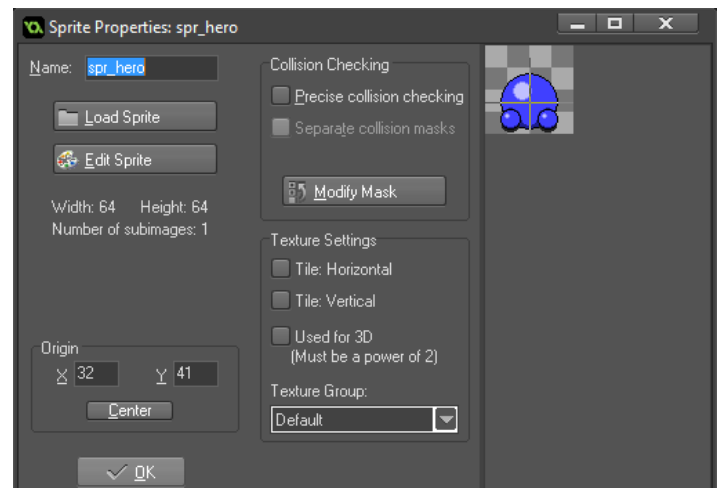 Sprite Properties: spr_hero
Name: spr_hero
Load Sprite
Edit Sprite
Width: 64 Height: 64
Number of subimages: 1
Origin
X 32 Y 41
Center
OK
Collision Checking
Precise collision checking
Separate collision masks
Modify Mask
Texture Settings
Tile: Horizontal
Tile: Vertical
Used for 3D
(Must be a power of 2)
Texture Group:
Default